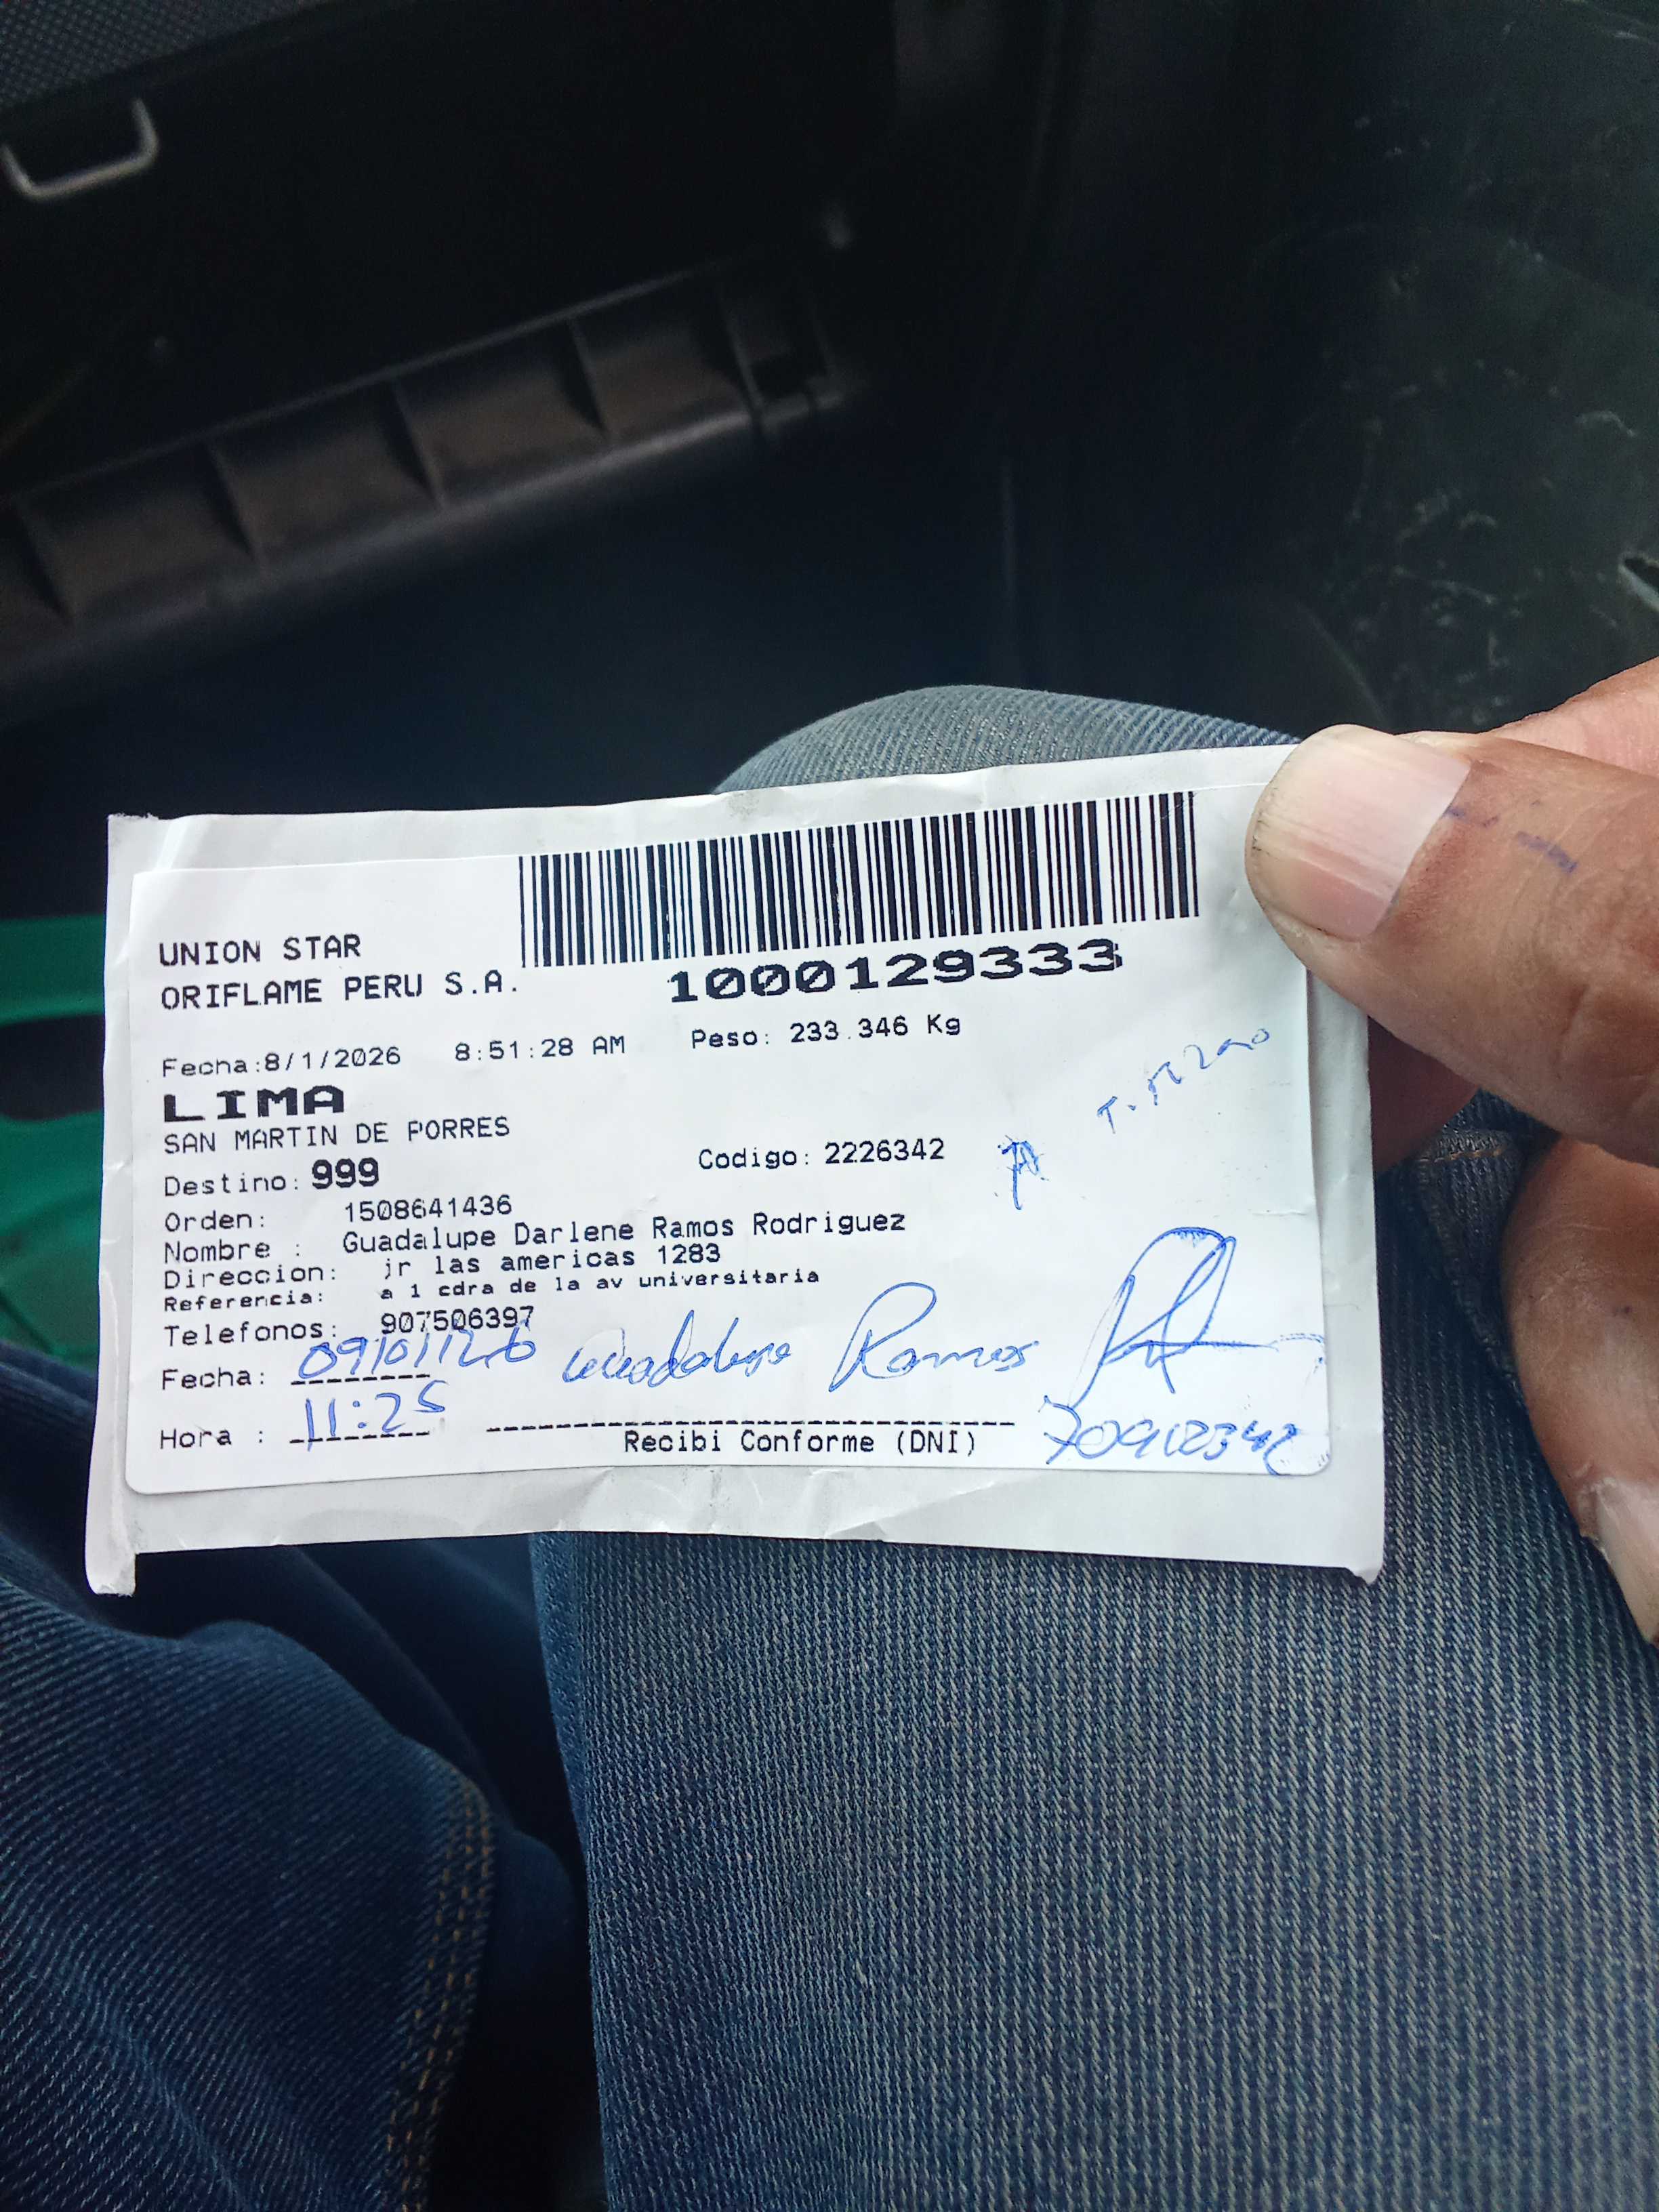 UNION STAR
ORIFLAME PERU S.A.
1000129333
Fecha:8/1/2026 8:51:28 AM Peso: 233.346 Kg
LIMA
SAN MARTIN DE PORRES
Destino: 999 Codigo: 2226342
Orden: 1508641436
Nombre : Guadalupe Darlene Ramos Rodriguez
Direccion: jr las americas 1283
Referencia: a 1 cdra de la av universitaria
Telefonos: 907506397
Fecha: 09/01/26 Guadalupe Ramos
Hora : 11:25
Recibi Conforme (DNI)